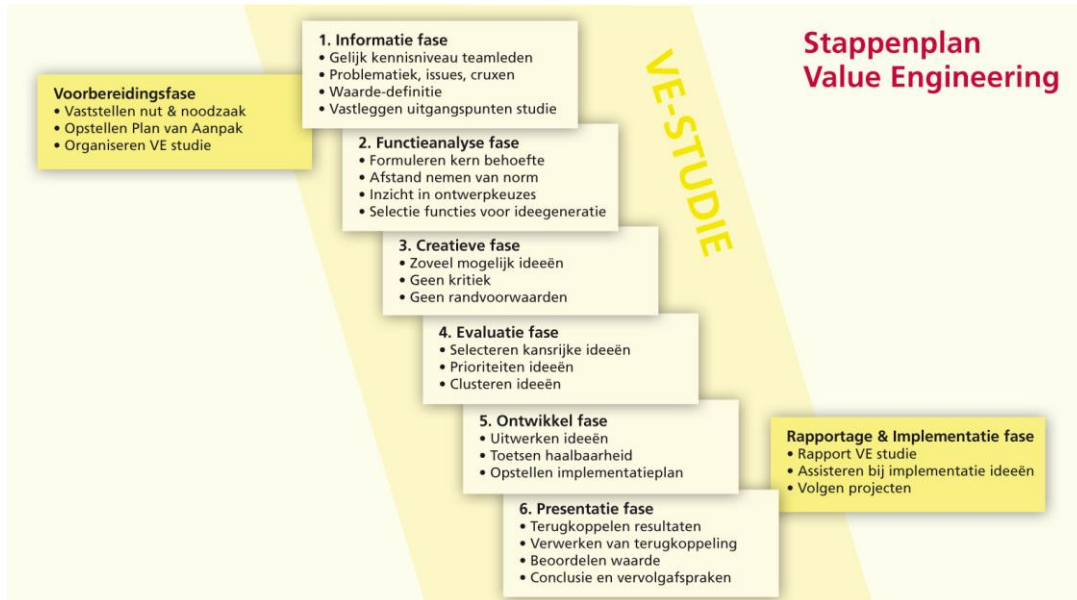 Stappenplan
Value Engineering
VE-STUDIE
Voorbereidingsfase
• Vaststellen nut & noodzaak
• Opstellen Plan van Aanpak
• Organiseren VE studie
1. Informatie fase
• Gelijk kennisniveau teamleden
• Problematiek, issues, cruxen
• Waarde-definitie
• Vastleggen uitgangspunten studie
2. Functieanalyse fase
• Formuleren kern behoefte
• Afstand nemen van norm
• Inzicht in ontwerpkeuzes
• Selectie functies voor ideegeneratie
3. Creatieve fase
• Zoveel mogelijk ideeën
• Geen kritiek
• Geen randvoorwaarden
4. Evaluatie fase
• Selecteren kansrijke ideeën
• Prioriteiten ideeën
• Clusteren ideeën
5. Ontwikkel fase
• Uitwerken ideeën
• Toetsen haalbaarheid
• Opstellen implementatieplan
6. Presentatie fase
• Terugkoppelen resultaten
• Verwerken van terugkoppeling
• Beoordelen waarde
• Conclusie en vervolgafspraken
Rapportage & Implementatie fase
• Rapport VE studie
• Assisteren bij implementatie ideeën
• Volgen projecten